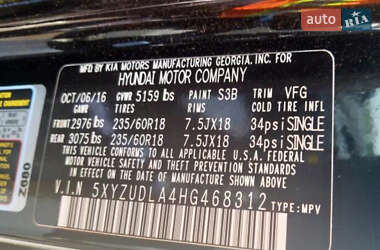 auto RIA
MFD BY KIA MOTORS MANUFACTURING GEORGIA, INC. FOR
HYUNDAI MOTOR COMPANY
OCT/06/16 GVWR 5159 lbs PAINT S3B TRIM VFG
GAWR TIRES RIMS COLD TIRE INFL
FRONT 2976 lbs 235/60R18 7.5JX18 34psi SINGLE
REAR 3075 lbs 235/60R18 7.5JX18 34psi SINGLE
THIS VEHICLE CONFORMS TO ALL APPLICABLE U.S.A. FEDERAL
MOTOR VEHICLE SAFETY, BUMPER, AND THEFT PREVENTION
STANDARDS IN EFFECT ON THE DATE OF MANUFACTURE SHOWN ABOVE.
V.I.N 5XYZUDLA4HG468312 TYPE: MPV
Z680